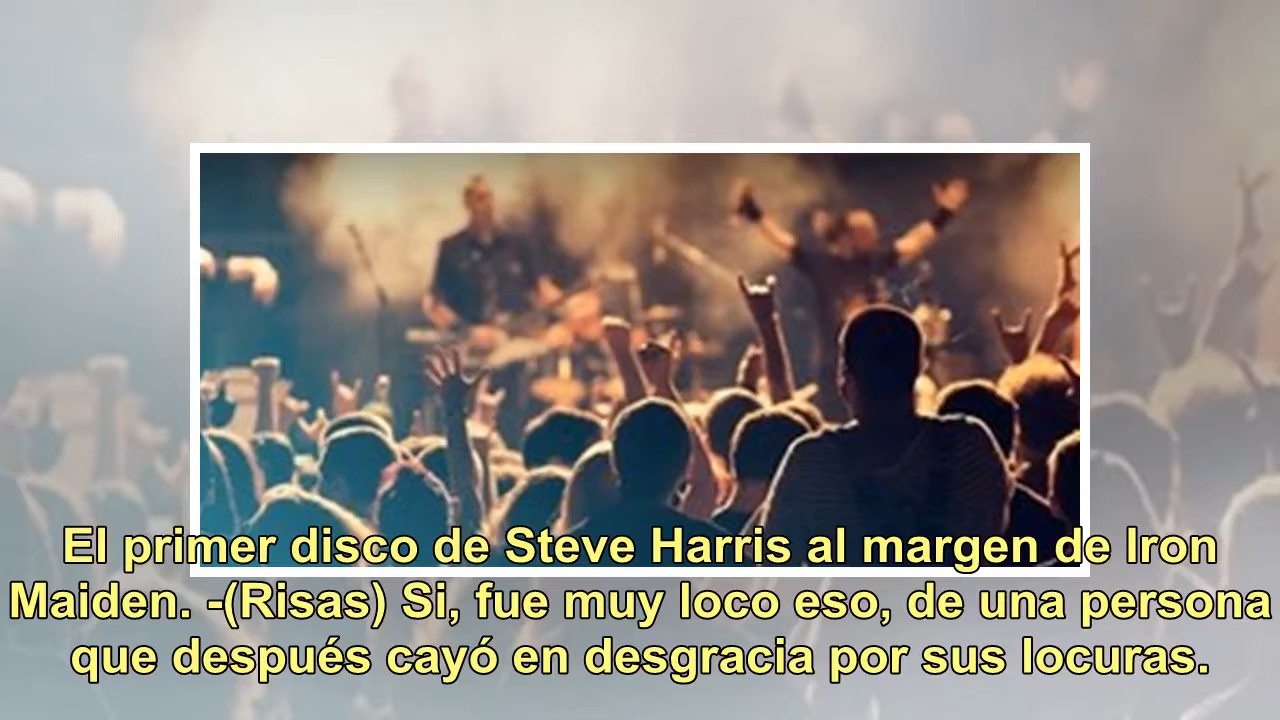 El primer disco de Steve Harris al margen de Iron
Maiden. -(Risas) Si, fue muy loco eso, de una persona
que después cayó en desgracia por sus locuras.